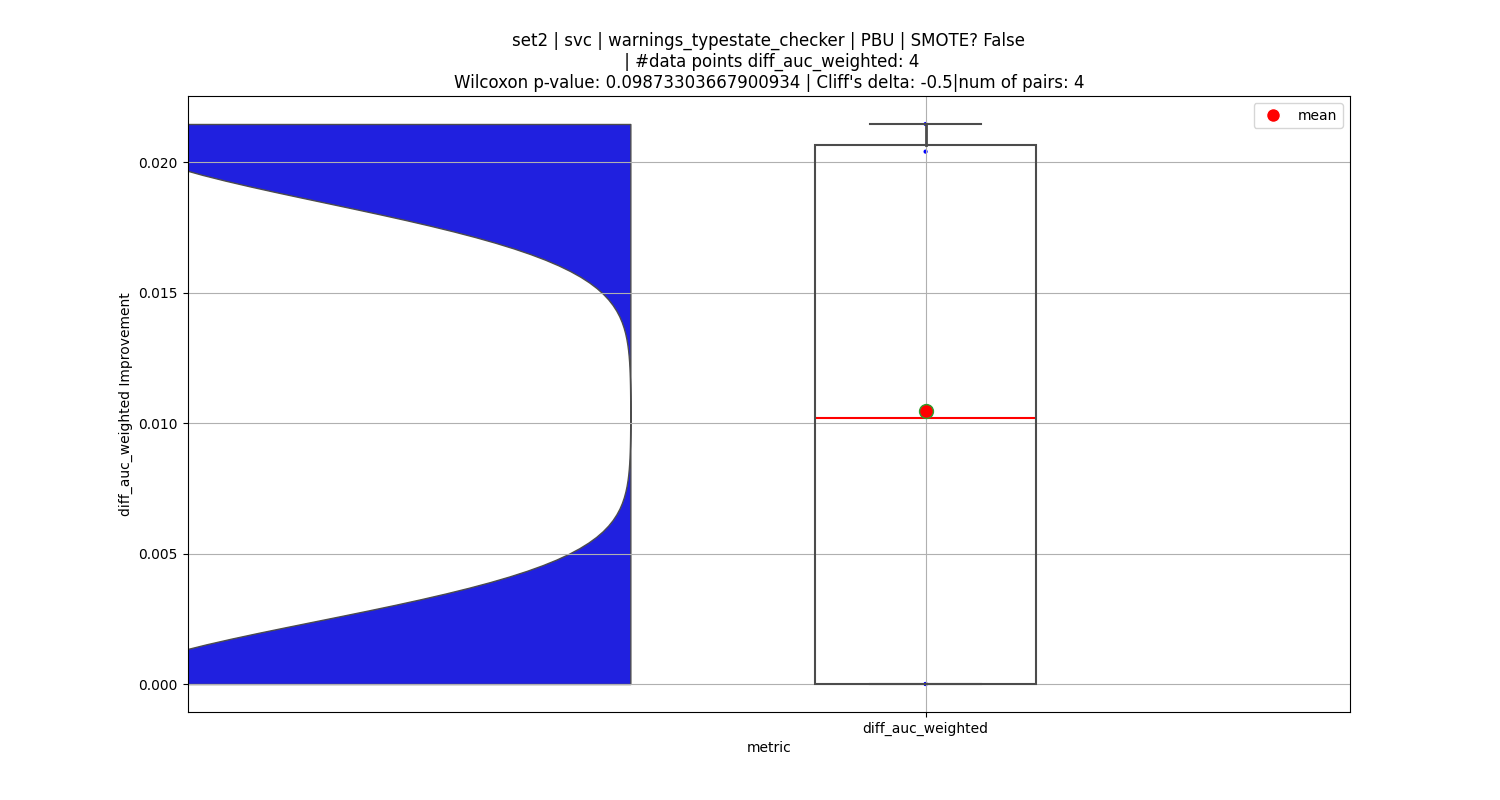 set2 | svc | warnings_typestate_checker | PBU | SMOTE? False
| #data points diff_auc_weighted: 4
Wilcoxon p-value: 0.09873303667900934 | Cliff's delta: -0.5|num of pairs: 4
mean
0.020
0.015
0.010
0.005
0.000
diff_auc_weighted Improvement
diff_auc_weighted
metric